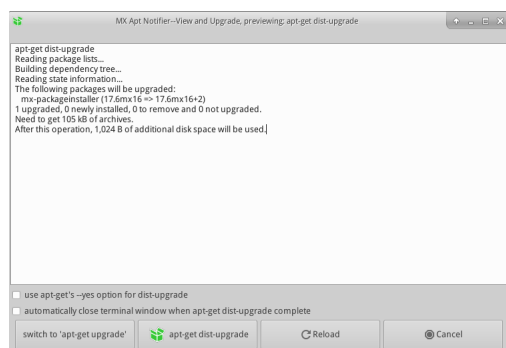 MX Apt Notifier--View and Upgrade, previewing: apt-get dist-upgrade
apt-get dist-upgrade
Reading package lists...
Building dependency tree...
Reading state information...
The following packages will be upgraded:
mx-packageinstaller (17.6mx16 => 17.6mx16+2)
1 upgraded, 0 newly installed, 0 to remove and 0 not upgraded.
Need to get 105 kB of archives.
After this operation, 1,024 B of additional disk space will be used.
use apt-get's --yes option for dist-upgrade
automatically close terminal window when apt-get dist-upgrade complete
switch to 'apt-get upgrade' apt-get dist-upgrade Reload Cancel